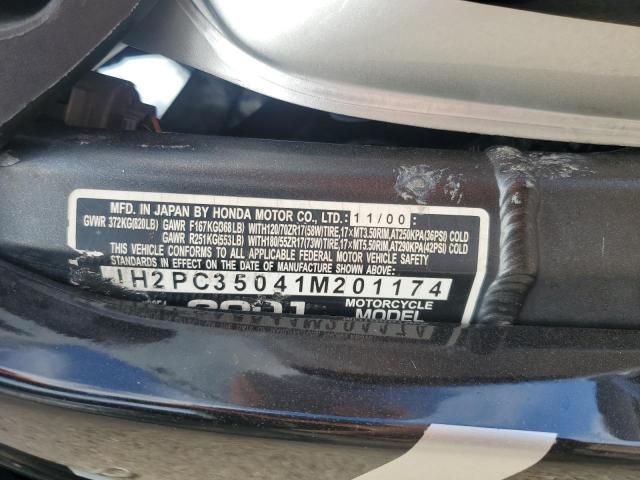 MFD. IN JAPAN BY HONDA MOTOR CO., LTD.: 11/00
GVWR 372KG(820LB) GAWR F167KG(368LB) WITH120/70ZR17(58W)TIRE,17×MT3.50RIM,AT250KPA(36PSI) COLD
GAWR R251KG(553LB) WITH180/55ZR17(73W)TIRE,17×MT5.50RIM,AT290KPA(42PSI) COLD
THIS VEHICLE CONFORMS TO ALL APPLICABLE FEDERAL MOTOR VEHICLE SAFETY
STANDARDS IN EFFECT ON THE DATE OF MANUFACTURE SHOWN ABOVE.
JH2PC35041M201174
2001 MOTORCYCLE
MODEL